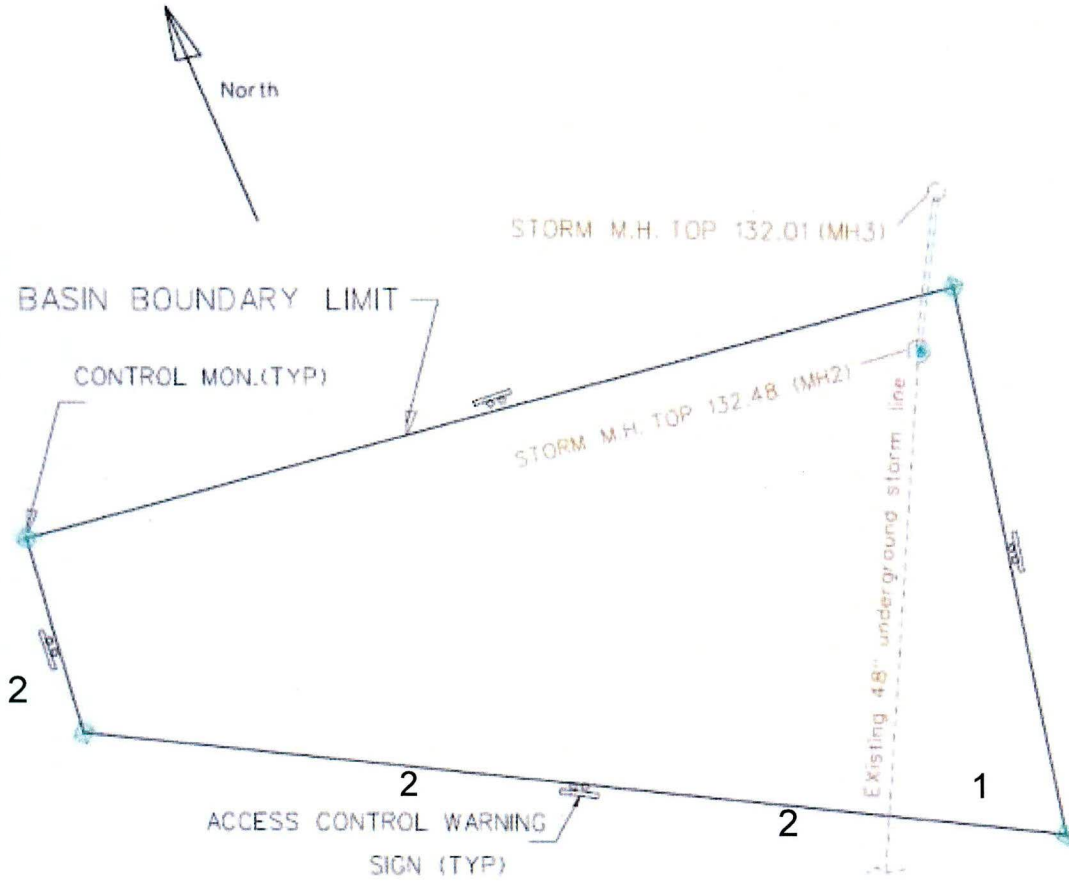 North
STORM M.H. TOP 132.01 (MH3)
BASIN BOUNDARY LIMIT
CONTROL MON.(TYP)
STORM M.H. TOP 132.48 (MH2)
Existing 48" underground storm line
2
2
1
2
ACCESS CONTROL WARNING
SIGN (TYP)